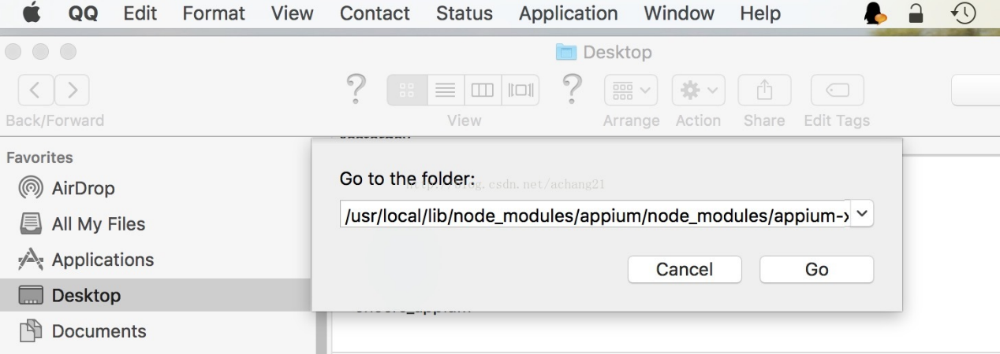 QQ Edit Format View Contact Status Application Window Help
Desktop
Back/Forward View Arrange Action Share Edit Tags
Favorites
AirDrop
All My Files
Applications
Desktop
Documents
Go to the folder:
http://blog.csdn.net/achang21
/usr/local/lib/node_modules/appium/node_modules/appium-x
Cancel Go